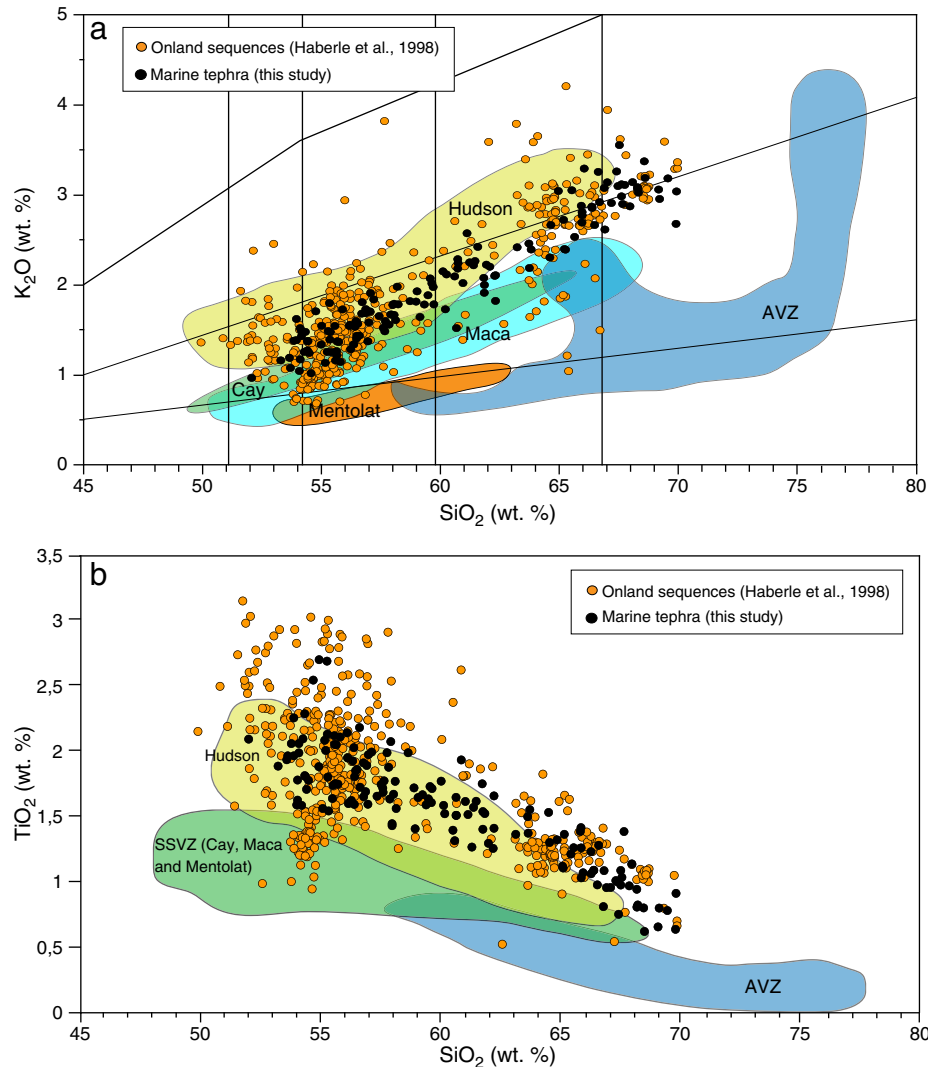 a
Onland sequences (Haberle et al., 1998)
Marine tephra (this study)
5
4
3
2
1
0
K₂O (wt. %)
Hudson
AVZ
Maca
Cay
Mentolat
45 50 55 60 65 70 75 80
SiO₂ (wt. %)
b
Onland sequences (Haberle et al., 1998)
Marine tephra (this study)
3,5
3
2,5
2
1,5
1
0,5
0
TiO₂ (wt. %)
Hudson
SSVZ (Cay, Maca
and Mentolat)
AVZ
45 50 55 60 65 70 75 80
SiO₂ (wt. %)